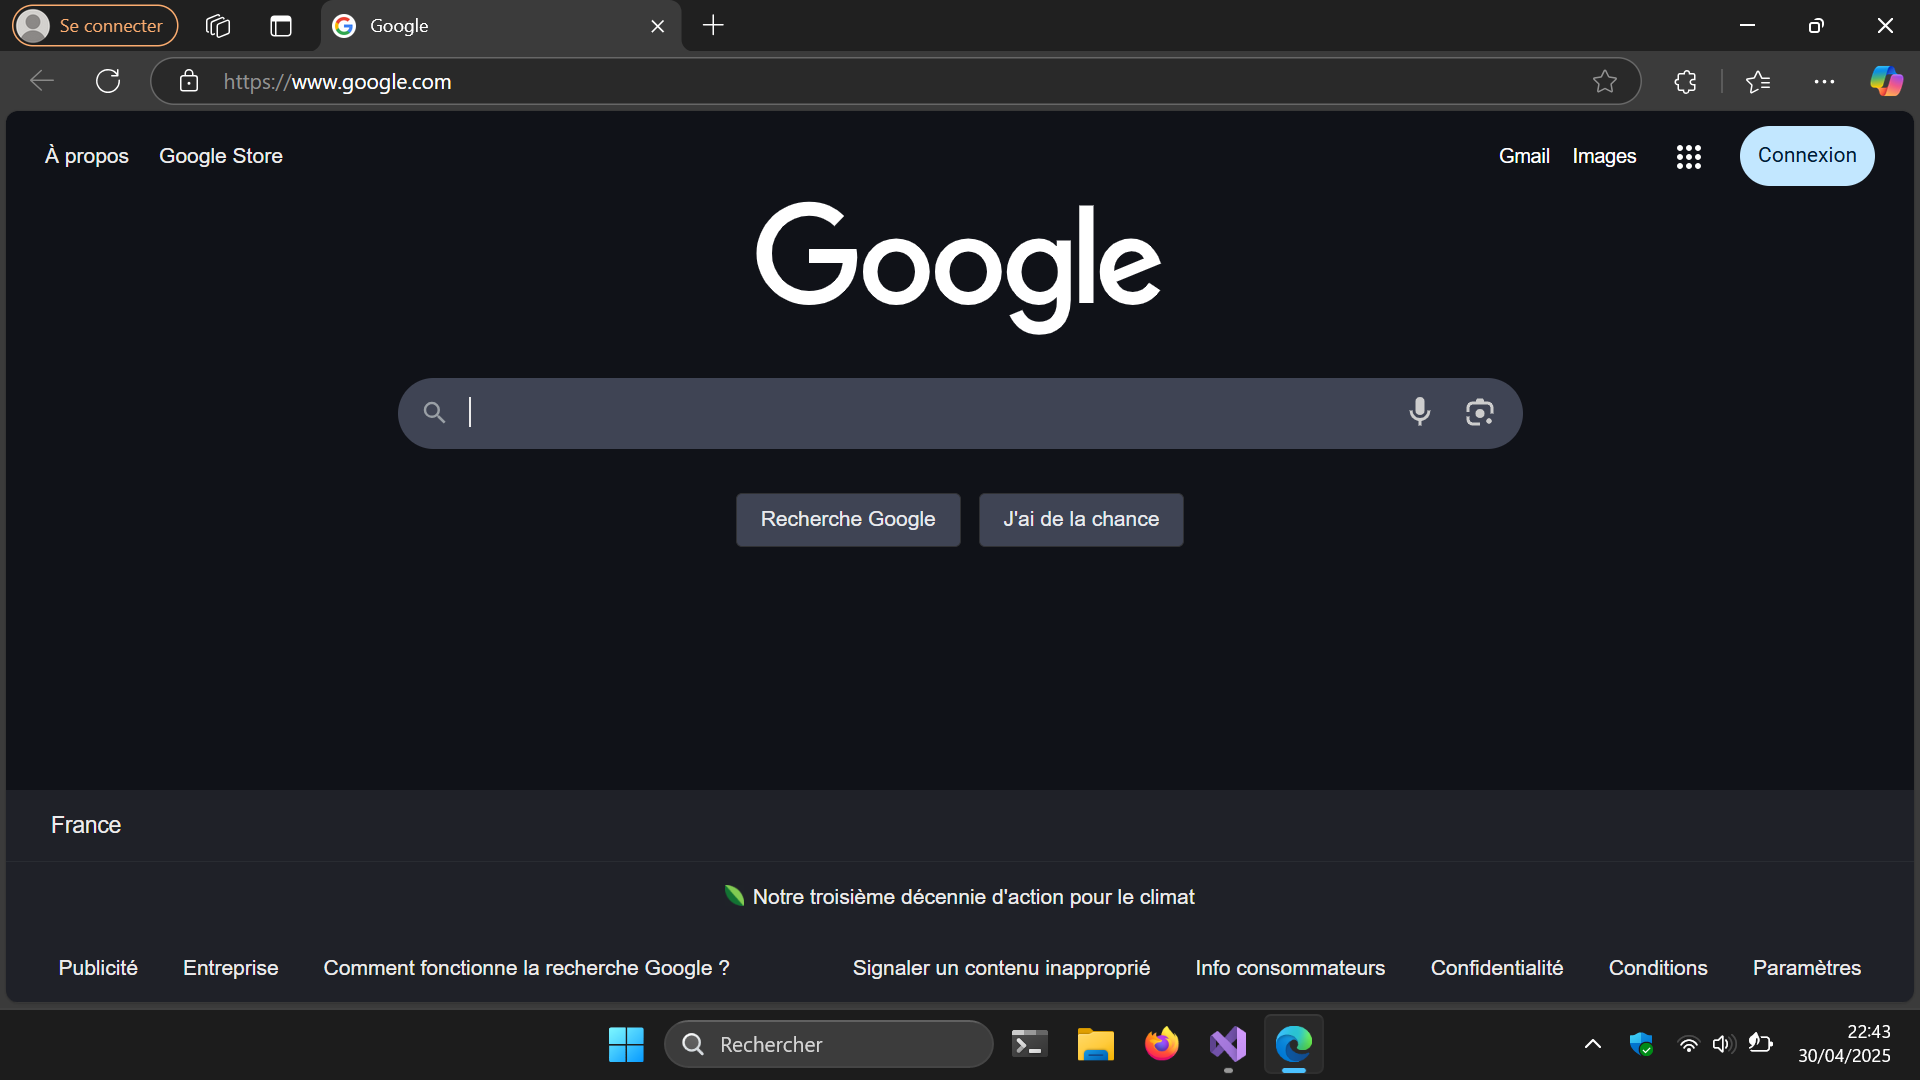 Se connecter
Google
https://www.google.com
À propos
Google Store
Gmail
Images
Connexion
Google
Recherche Google
J'ai de la chance
France
Notre troisième décennie d'action pour le climat
Publicité
Entreprise
Comment fonctionne la recherche Google ?
Signaler un contenu inapproprié
Info consommateurs
Confidentialité
Conditions
Paramètres
Rechercher
22:43
30/04/2025